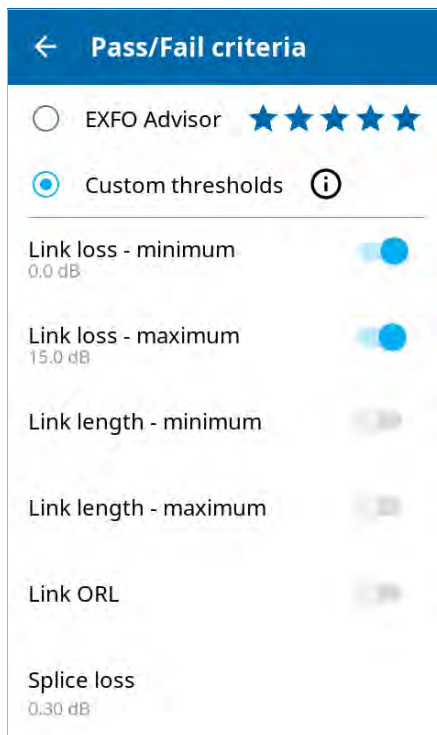 Pass/Fail criteria
EXFO Advisor
Custom thresholds
Link loss - minimum
0.0 dB
Link loss - maximum
15.0 dB
Link length - minimum
Link length - maximum
Link ORL
Splice loss
0.30 dB